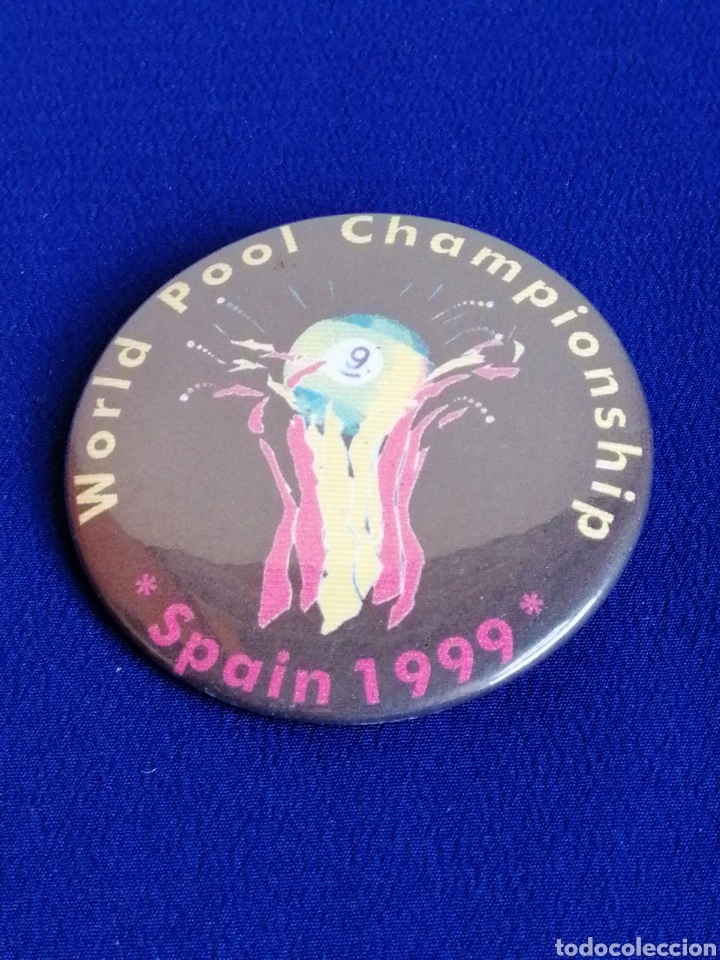 World Pool Championship
9
* Spain 1999 *
todocoleccion